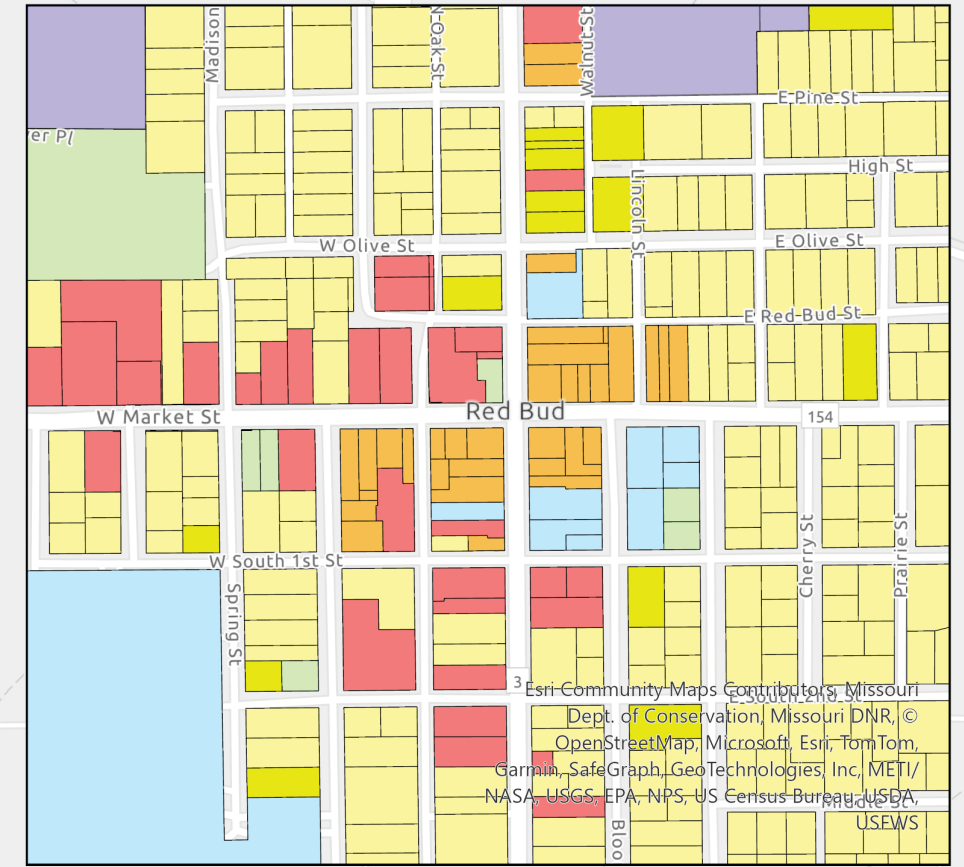 Madison
N Oak St
Walnut St
E Pine St
er Pl
High St
Lincoln St
W Olive St
E Olive St
E Red Bud St
W Market St
Red Bud
154
Cherry St
Prairie St
W South 1st St
Spring St
3
E South 2nd St
Esri Community Maps Contributors, Missouri
Dept. of Conservation, Missouri DNR, ©
OpenStreetMap, Microsoft, Esri, TomTom,
Garmin, SafeGraph, GeoTechnologies, Inc, METI/
NASA, USGS, EPA, NPS, US Census Bureau, USDA,
USFWS
Middle St
Bloo